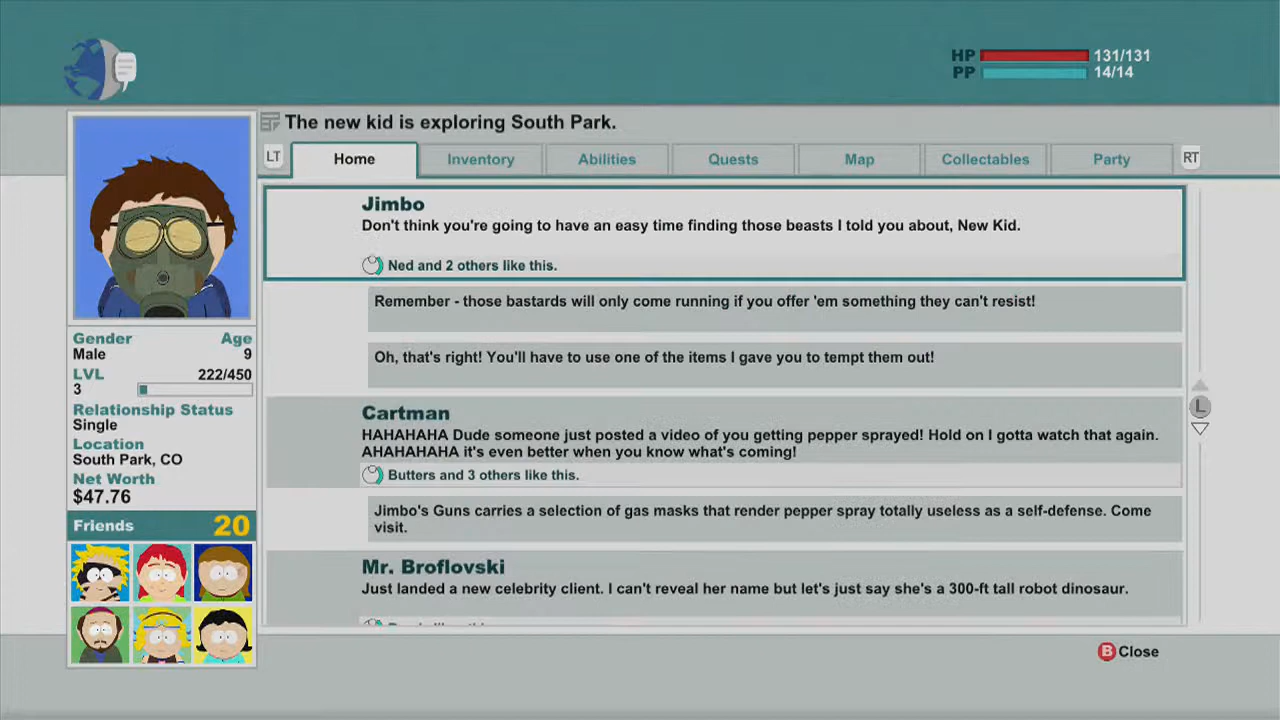 HP 131/131
PP 14/14
The new kid is exploring South Park.
LT Home Inventory Abilities Quests Map Collectables Party RT
Gender Age
Male 9
LVL 222/450
3
Relationship Status
Single
Location
South Park, CO
Net Worth
$47.76
Friends 20
Jimbo
Don't think you're going to have an easy time finding those beasts I told you about, New Kid.
Ned and 2 others like this.
Remember - those bastards will only come running if you offer 'em something they can't resist!
Oh, that's right! You'll have to use one of the items I gave you to tempt them out!
Cartman
HAHAHAHA Dude someone just posted a video of you getting pepper sprayed! Hold on I gotta watch that again.
AHAHAHAHA it's even better when you know what's coming!
Butters and 3 others like this.
Jimbo's Guns carries a selection of gas masks that render pepper spray totally useless as a self-defense. Come
visit.
Mr. Broflovski
Just landed a new celebrity client. I can't reveal her name but let's just say she's a 300-ft tall robot dinosaur.
L
B Close